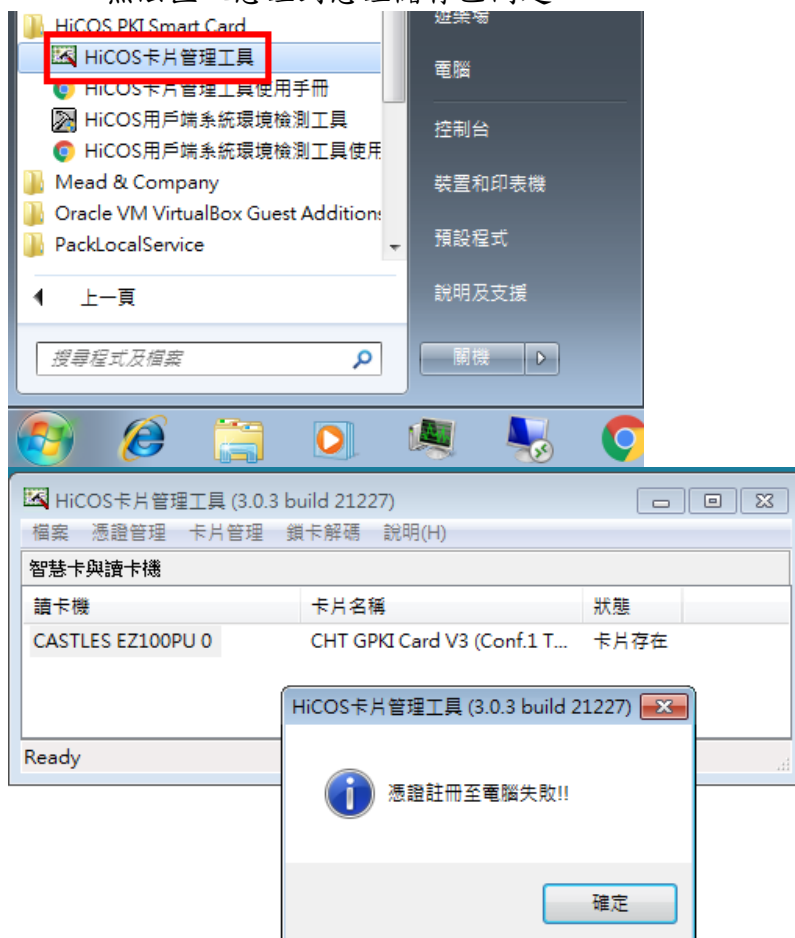 HiCOS PKI Smart Card
HiCOS卡片管理工具
HiCOS卡片管理工具使用手冊
HiCOS用戶端系統環境檢測工具
HiCOS用戶端系統環境檢測工具使用
Mead & Company
Oracle VM VirtualBox Guest Additions
PackLocalService
上一頁
搜尋程式及檔案
遊樂場
電腦
控制台
裝置和印表機
預設程式
說明及支援
關機
HiCOS卡片管理工具 (3.0.3 build 21227)
檔案 憑證管理 卡片管理 鎖卡解碼 說明(H)
智慧卡與讀卡機
讀卡機 卡片名稱 狀態
CASTLES EZ100PU 0 CHT GPKI Card V3 (Conf.1 T... 卡片存在
Ready
HiCOS卡片管理工具 (3.0.3 build 21227)
憑證註冊至電腦失敗!!
確定